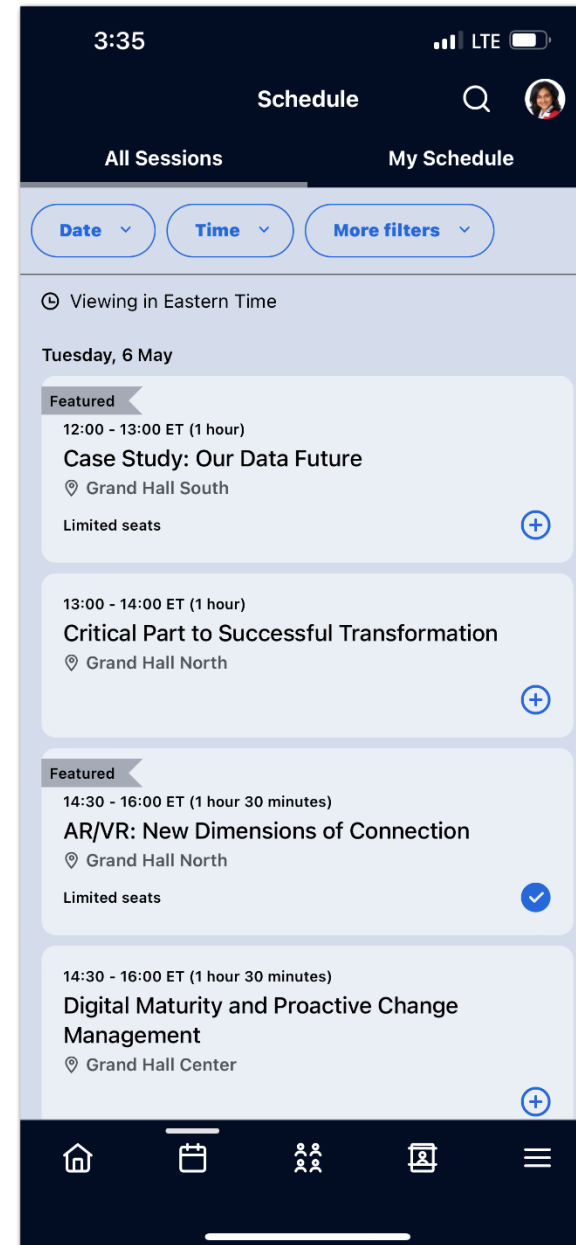 3:35
LTE
Schedule
All Sessions
My Schedule
Date
Time
More filters
Viewing in Eastern Time
Tuesday, 6 May
Featured
12:00 - 13:00 ET (1 hour)
Case Study: Our Data Future
Grand Hall South
Limited seats
13:00 - 14:00 ET (1 hour)
Critical Part to Successful Transformation
Grand Hall North
Featured
14:30 - 16:00 ET (1 hour 30 minutes)
AR/VR: New Dimensions of Connection
Grand Hall North
Limited seats
14:30 - 16:00 ET (1 hour 30 minutes)
Digital Maturity and Proactive Change
Management
Grand Hall Center